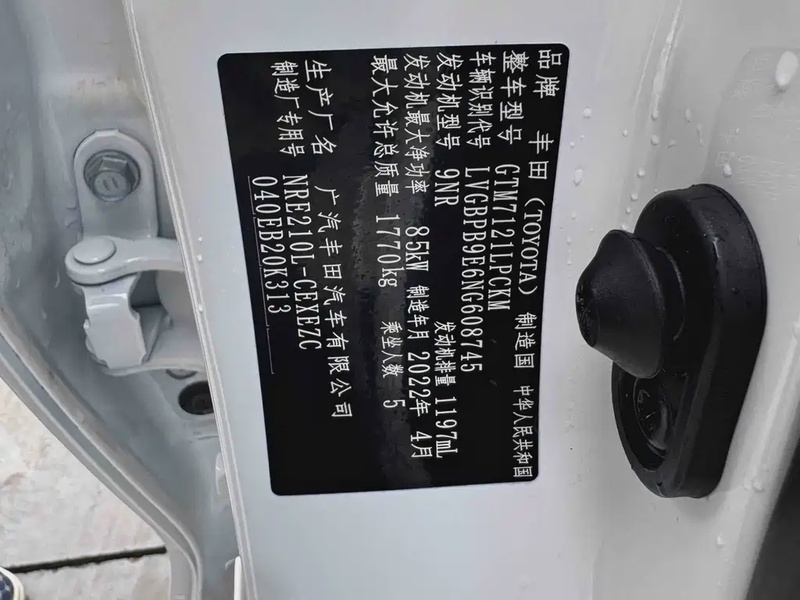 品牌 丰田（TOYOTA） 制造国 中华人民共和国
整车型号 GTM7121LPCKM
车辆识别代号 LVGBPB9E6NG608745
发动机型号 9NR 发动机排量 1197mL
发动机最大净功率 85kW 制造年月 2022年 4月
最大允许总质量 1770kg 乘坐人数 5
生产厂名 广汽丰田汽车有限公司
制造厂专用号 NRE210L-CEXEZC
040EB20K313